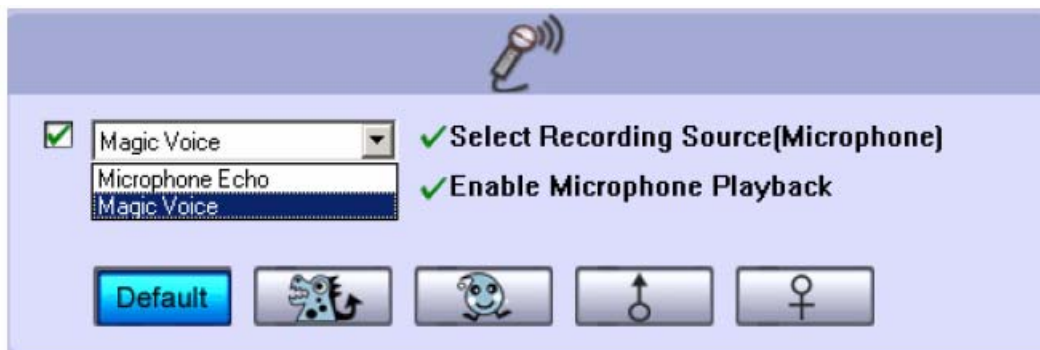 Magic Voice
Select Recording Source(Microphone)
Microphone Echo
Magic Voice
Enable Microphone Playback
Default